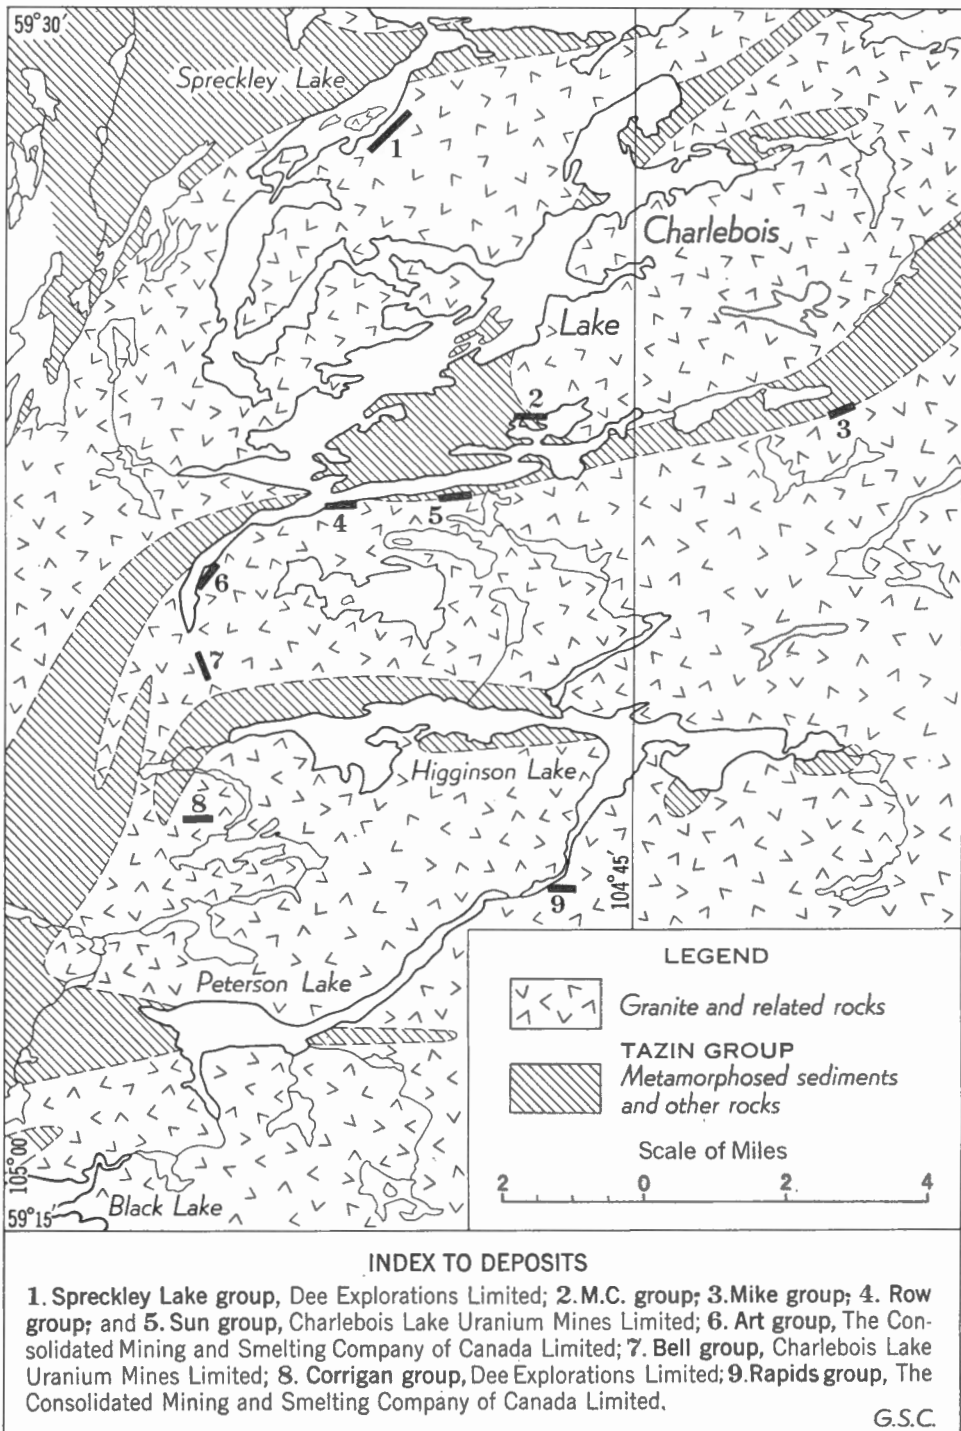 59°30′
Spreckley Lake
1
Charlebois
Lake
2
3
4
5
6
7
Higginson Lake
8
9
104°45′
Peterson Lake
105°00′
59°15′
Black Lake
LEGEND
Granite and related rocks
TAZIN GROUP
Metamorphosed sediments
and other rocks
Scale of Miles
2 0 2 4
INDEX TO DEPOSITS
1. Spreckley Lake group, Dee Explorations Limited; 2. M.C. group; 3. Mike group; 4. Row
group; and 5. Sun group, Charlebois Lake Uranium Mines Limited; 6. Art group, The Con-
solidated Mining and Smelting Company of Canada Limited; 7. Bell group, Charlebois Lake
Uranium Mines Limited; 8. Corrigan group, Dee Explorations Limited; 9. Rapids group, The
Consolidated Mining and Smelting Company of Canada Limited.
G.S.C.